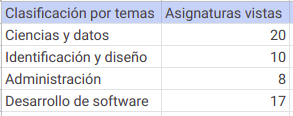 Clasificación por temas Asignaturas vistas
Ciencias y datos 20
Identificación y diseño 10
Administración 8
Desarrollo de software 17